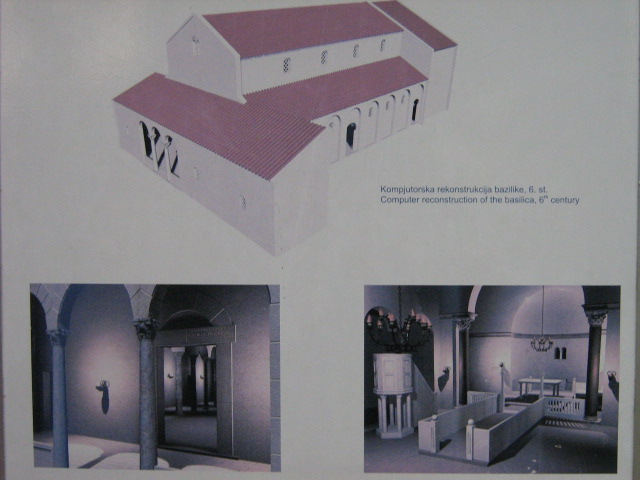 Kompjutorska rekonstrukcija bazilike, 6. st.
Computer reconstruction of the basilica, 6th century